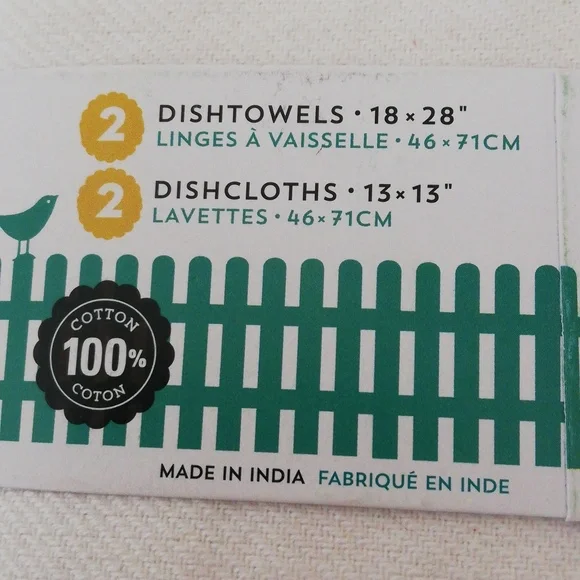 2 DISHTOWELS • 18 × 28"
LINGES À VAISSELLE • 46 × 71CM
2 DISHCLOTHS • 13 × 13"
LAVETTES • 46 × 71CM
COTTON
100%
COTON
MADE IN INDIA FABRIQUÉ EN INDE